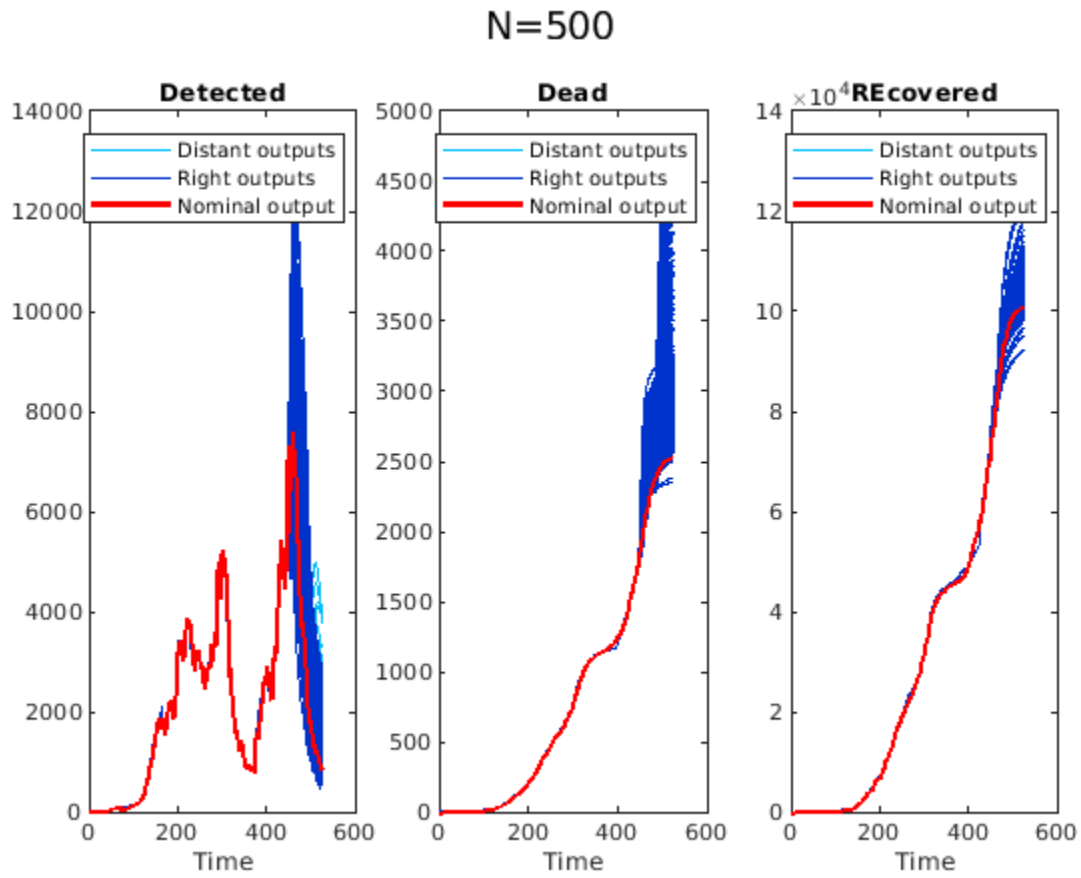 N=500
Detected
14000
12000
10000
8000
6000
4000
2000
0
Distant outputs
Right outputs
Nominal output
0 200 400 600
Time
Dead
5000
4500
4000
3500
3000
2500
2000
1500
1000
500
0
Distant outputs
Right outputs
Nominal output
0 200 400 600
Time
×10⁴REcovered
14
12
10
8
6
4
2
0
Distant outputs
Right outputs
Nominal output
0 200 400 600
Time